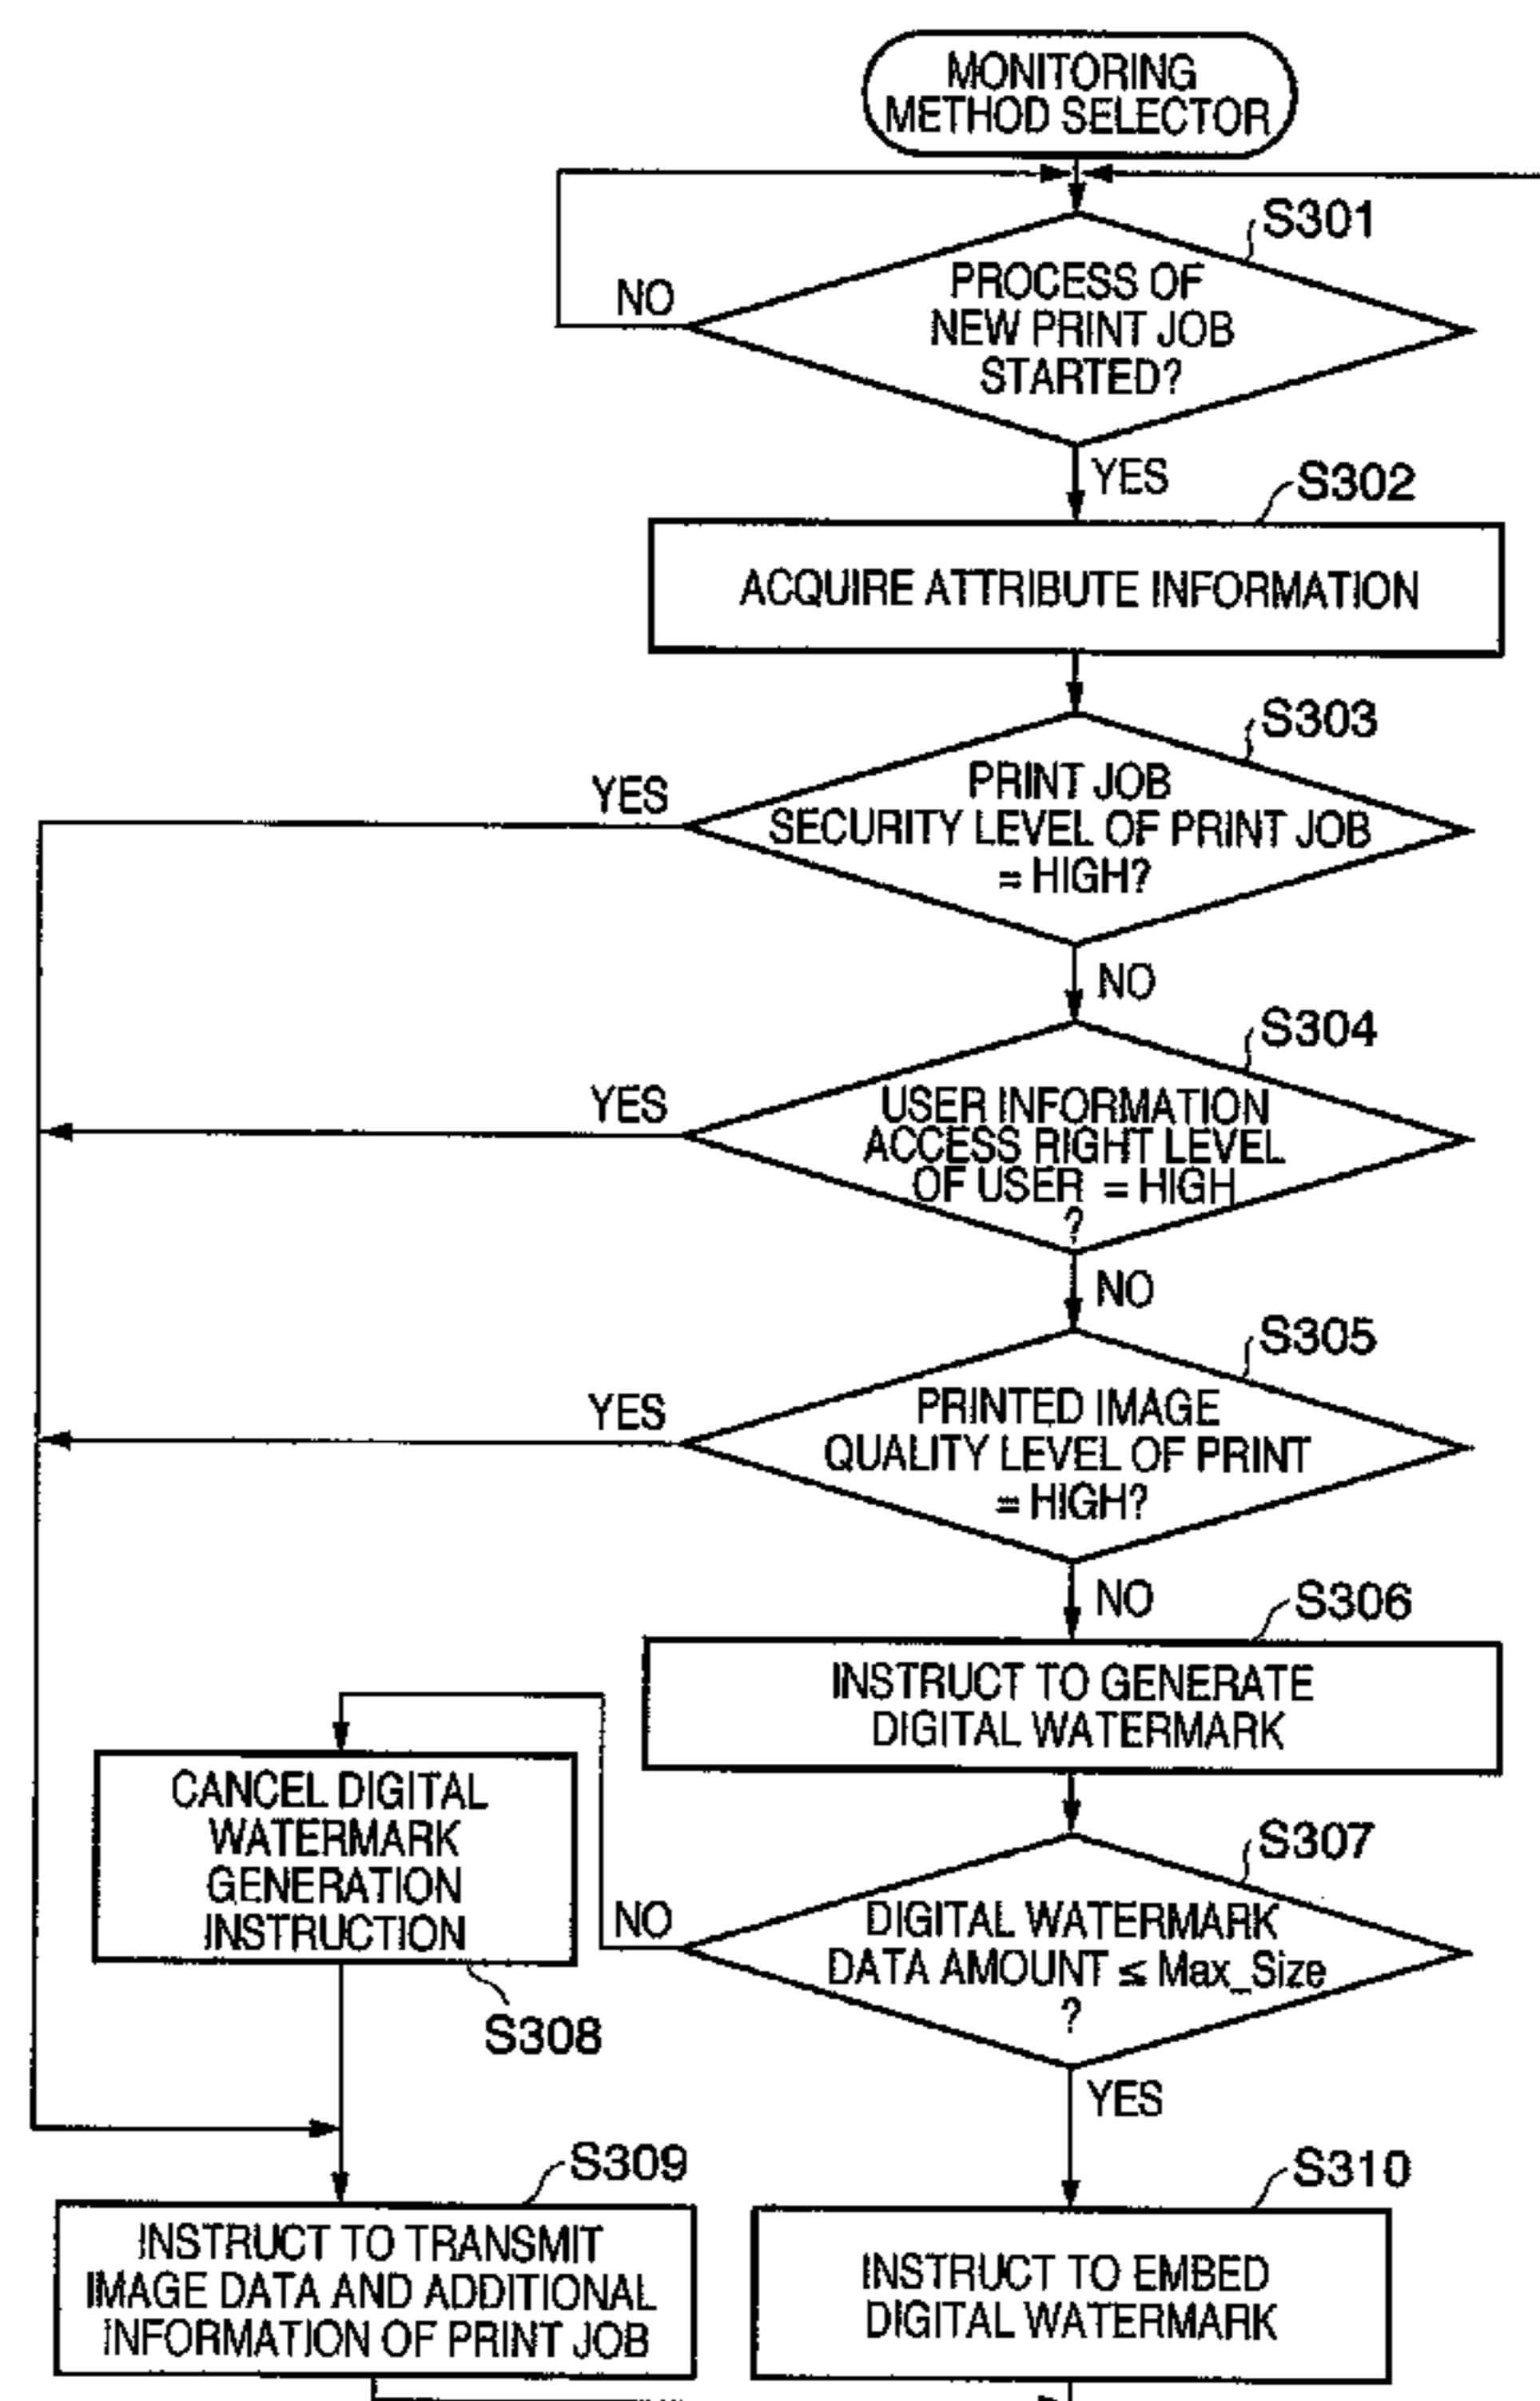 MONITORING
METHOD SELECTOR
S301
PROCESS OF
NEW PRINT JOB
STARTED?
NO
YES
S302
ACQUIRE ATTRIBUTE INFORMATION
S303
YES
PRINT JOB
SECURITY LEVEL OF PRINT JOB
= HIGH?
NO
S304
YES
USER INFORMATION
ACCESS RIGHT LEVEL
OF USER = HIGH
?
NO
S305
YES
PRINTED IMAGE
QUALITY LEVEL OF PRINT
= HIGH?
NO
S306
INSTRUCT TO GENERATE
DIGITAL WATERMARK
CANCEL DIGITAL
WATERMARK
GENERATION
INSTRUCTION
S308
S307
NO
DIGITAL WATERMARK
DATA AMOUNT ≤ Max_Size
?
YES
S309
INSTRUCT TO TRANSMIT
IMAGE DATA AND ADDITIONAL
INFORMATION OF PRINT JOB
S310
INSTRUCT TO EMBED
DIGITAL WATERMARK